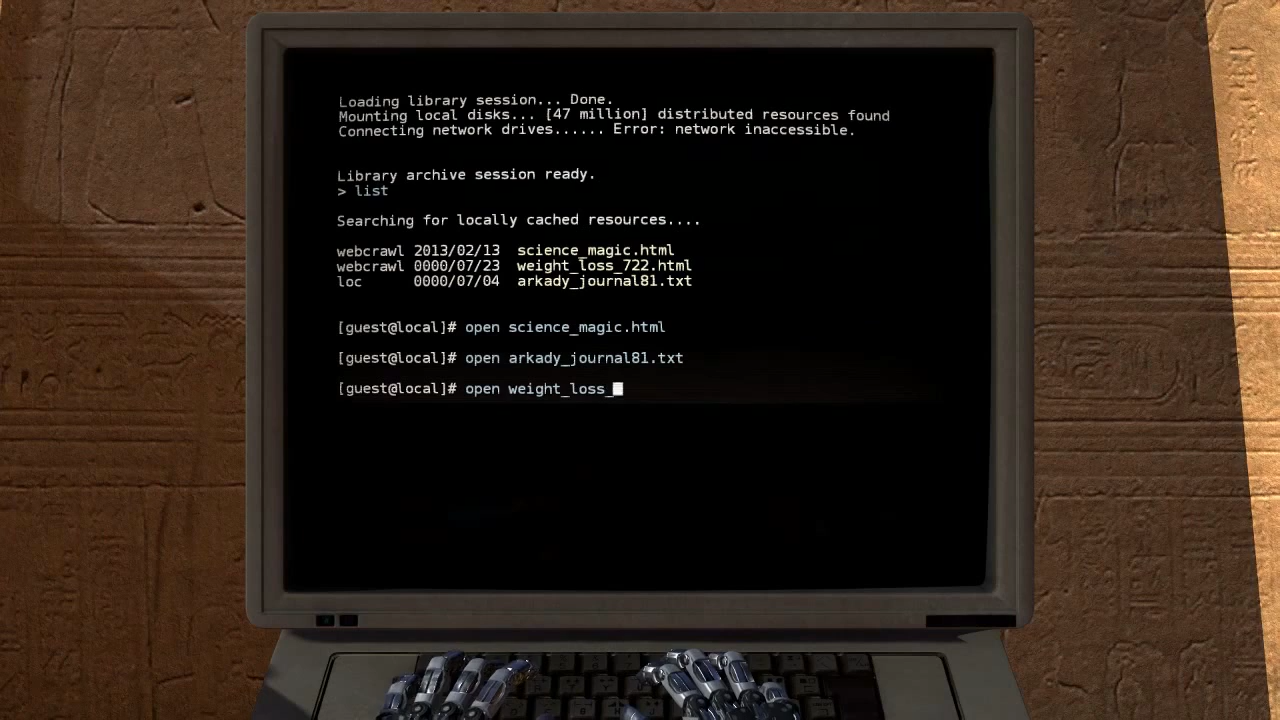 Loading library session... Done.
Mounting local disks... [47 million] distributed resources found
Connecting network drives...... Error: network inaccessible.
Library archive session ready.
> list
Searching for locally cached resources....
webcrawl 2013/02/13 science_magic.html
webcrawl 0000/07/23 weight_loss_722.html
loc 0000/07/04 arkady_journal81.txt
[guest@local]# open science_magic.html
[guest@local]# open arkady_journal81.txt
[guest@local]# open weight_loss_